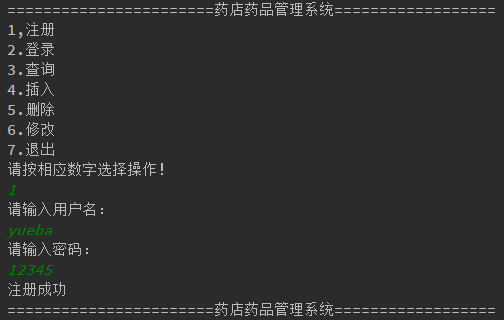 =======================药店药品管理系统==================
1,注册
2.登录
3.查询
4.插入
5.删除
6.修改
7.退出
请按相应数字选择操作!
1
请输入用户名:
yueba
请输入密码:
12345
注册成功
=======================药店药品管理系统==================